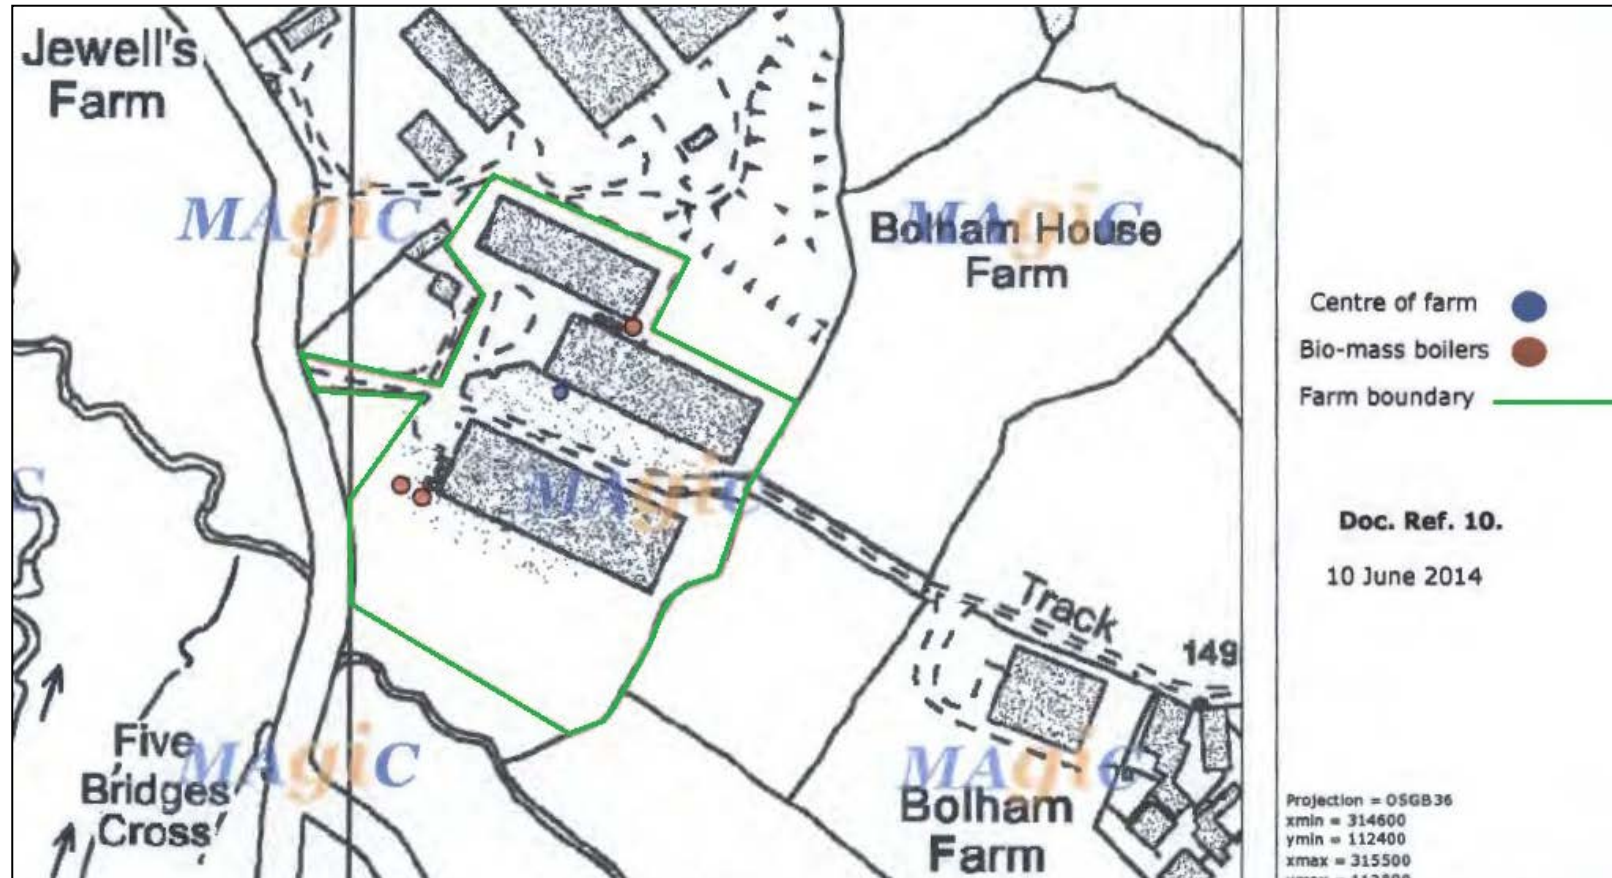 Jewell's
Farm
MAgiC
MAgiC
Bolham House
Farm
Centre of farm
Bio-mass boilers
Farm boundary
MAgiC
Doc. Ref. 10.
10 June 2014
Track
149
Five
Bridges
Cross
MAgiC
MAgiC
Bolham
Farm
Projection = OSGB36
xmin = 314600
ymin = 112400
xmax = 315500